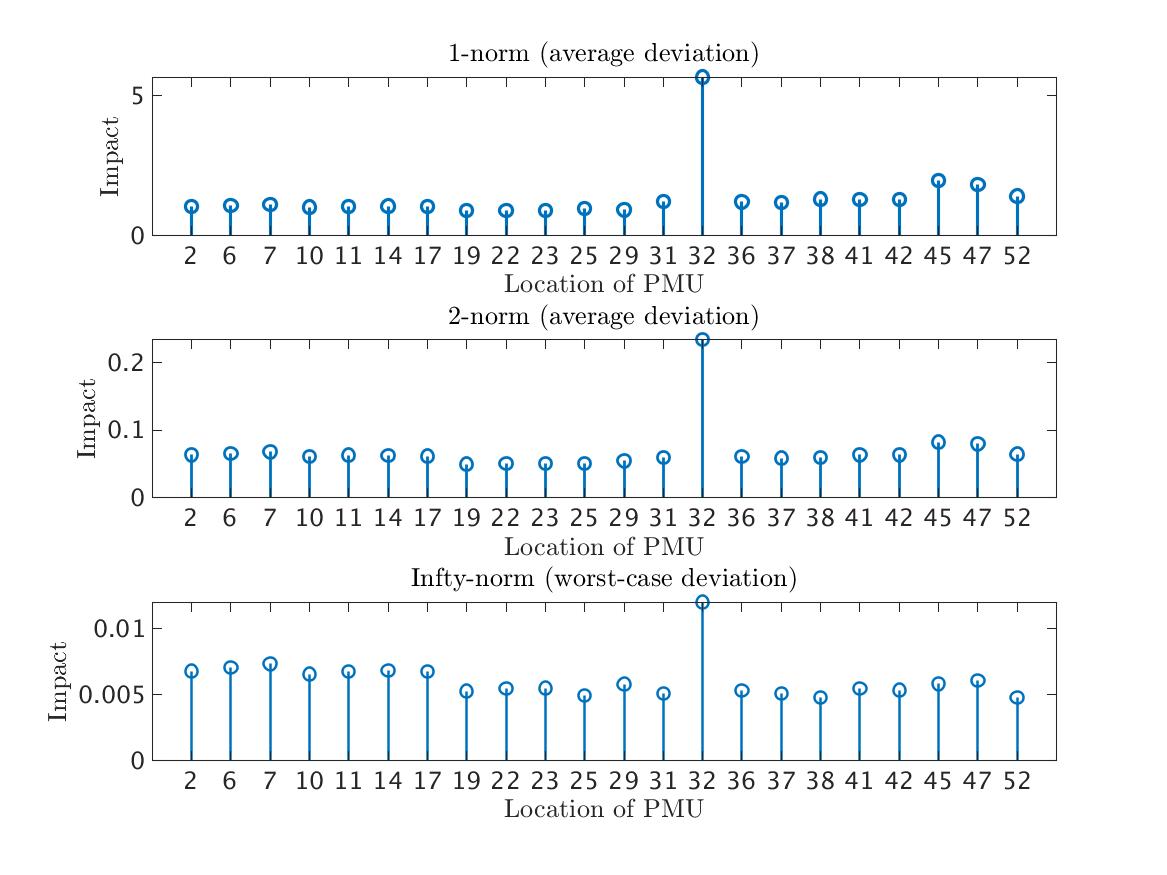 1-norm (average deviation)
5
0
Impact
2 6 7 10 11 14 17 19 22 23 25 29 31 32 36 37 38 41 42 45 47 52
Location of PMU
2-norm (average deviation)
0.2
0.1
0
Impact
2 6 7 10 11 14 17 19 22 23 25 29 31 32 36 37 38 41 42 45 47 52
Location of PMU
Infty-norm (worst-case deviation)
0.01
0.005
0
Impact
2 6 7 10 11 14 17 19 22 23 25 29 31 32 36 37 38 41 42 45 47 52
Location of PMU